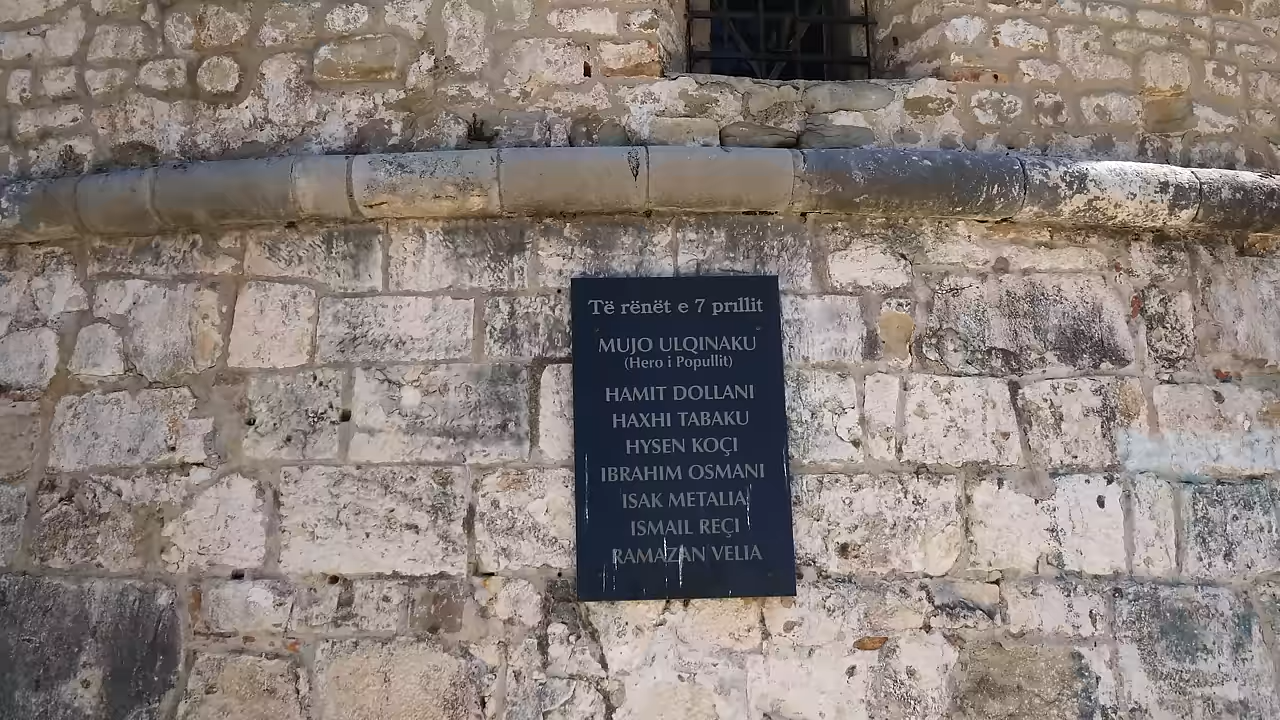 Të rënët e 7 prillit
MUJO ULQINAKU
(Hero i Popullit)
HAMIT DOLLANI
HAXHI TABAKU
HYSEN KOÇI
IBRAHIM OSMANI
ISAK METALIA
ISMAIL REÇI
RAMAZAN VELIA